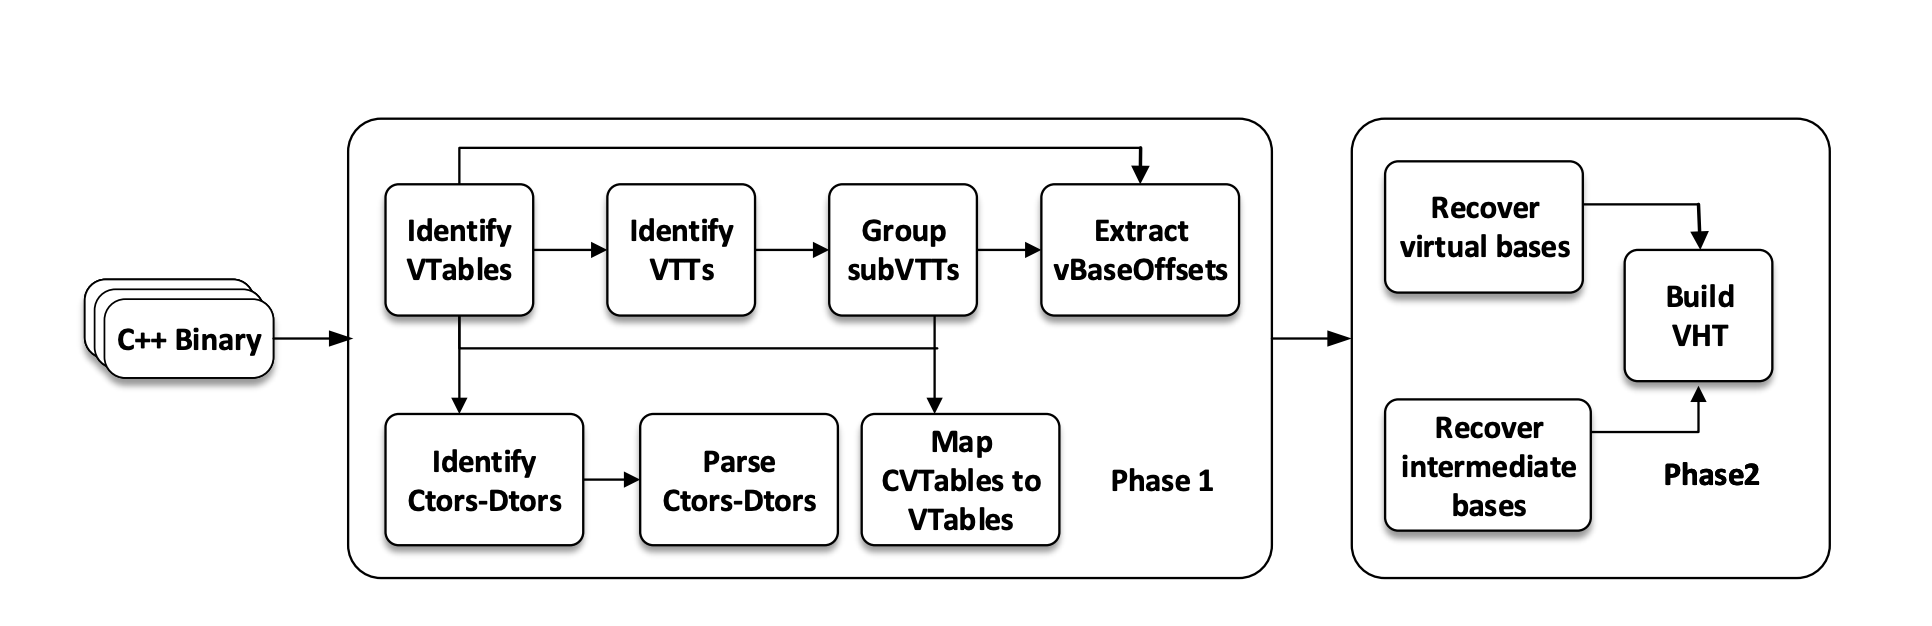 C++ Binary
Identify
VTables
Identify
VTTs
Group
subVTTs
Extract
vBaseOffsets
Identify
Ctors-Dtors
Parse
Ctors-Dtors
Map
CVTables to
VTables
Phase 1
Recover
virtual bases
Build
VHT
Recover
intermediate
bases
Phase2